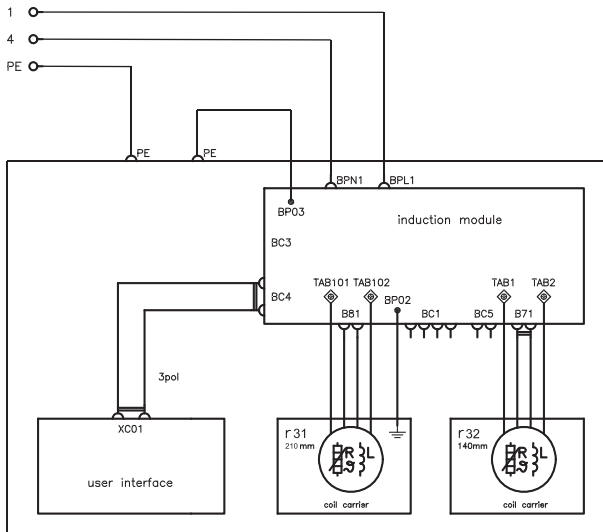 1
4
PE
PE
PE
BPN1
BPL1
BP03
induction module
BC3
BC4
TAB101
TAB102
BP02
TAB1
TAB2
B81
BC1
BC5
B71
3pol
XC01
user interface
r31
210 mm
R L
ϑ
coil carrier
r32
140mm
R L
ϑ
coil carrier